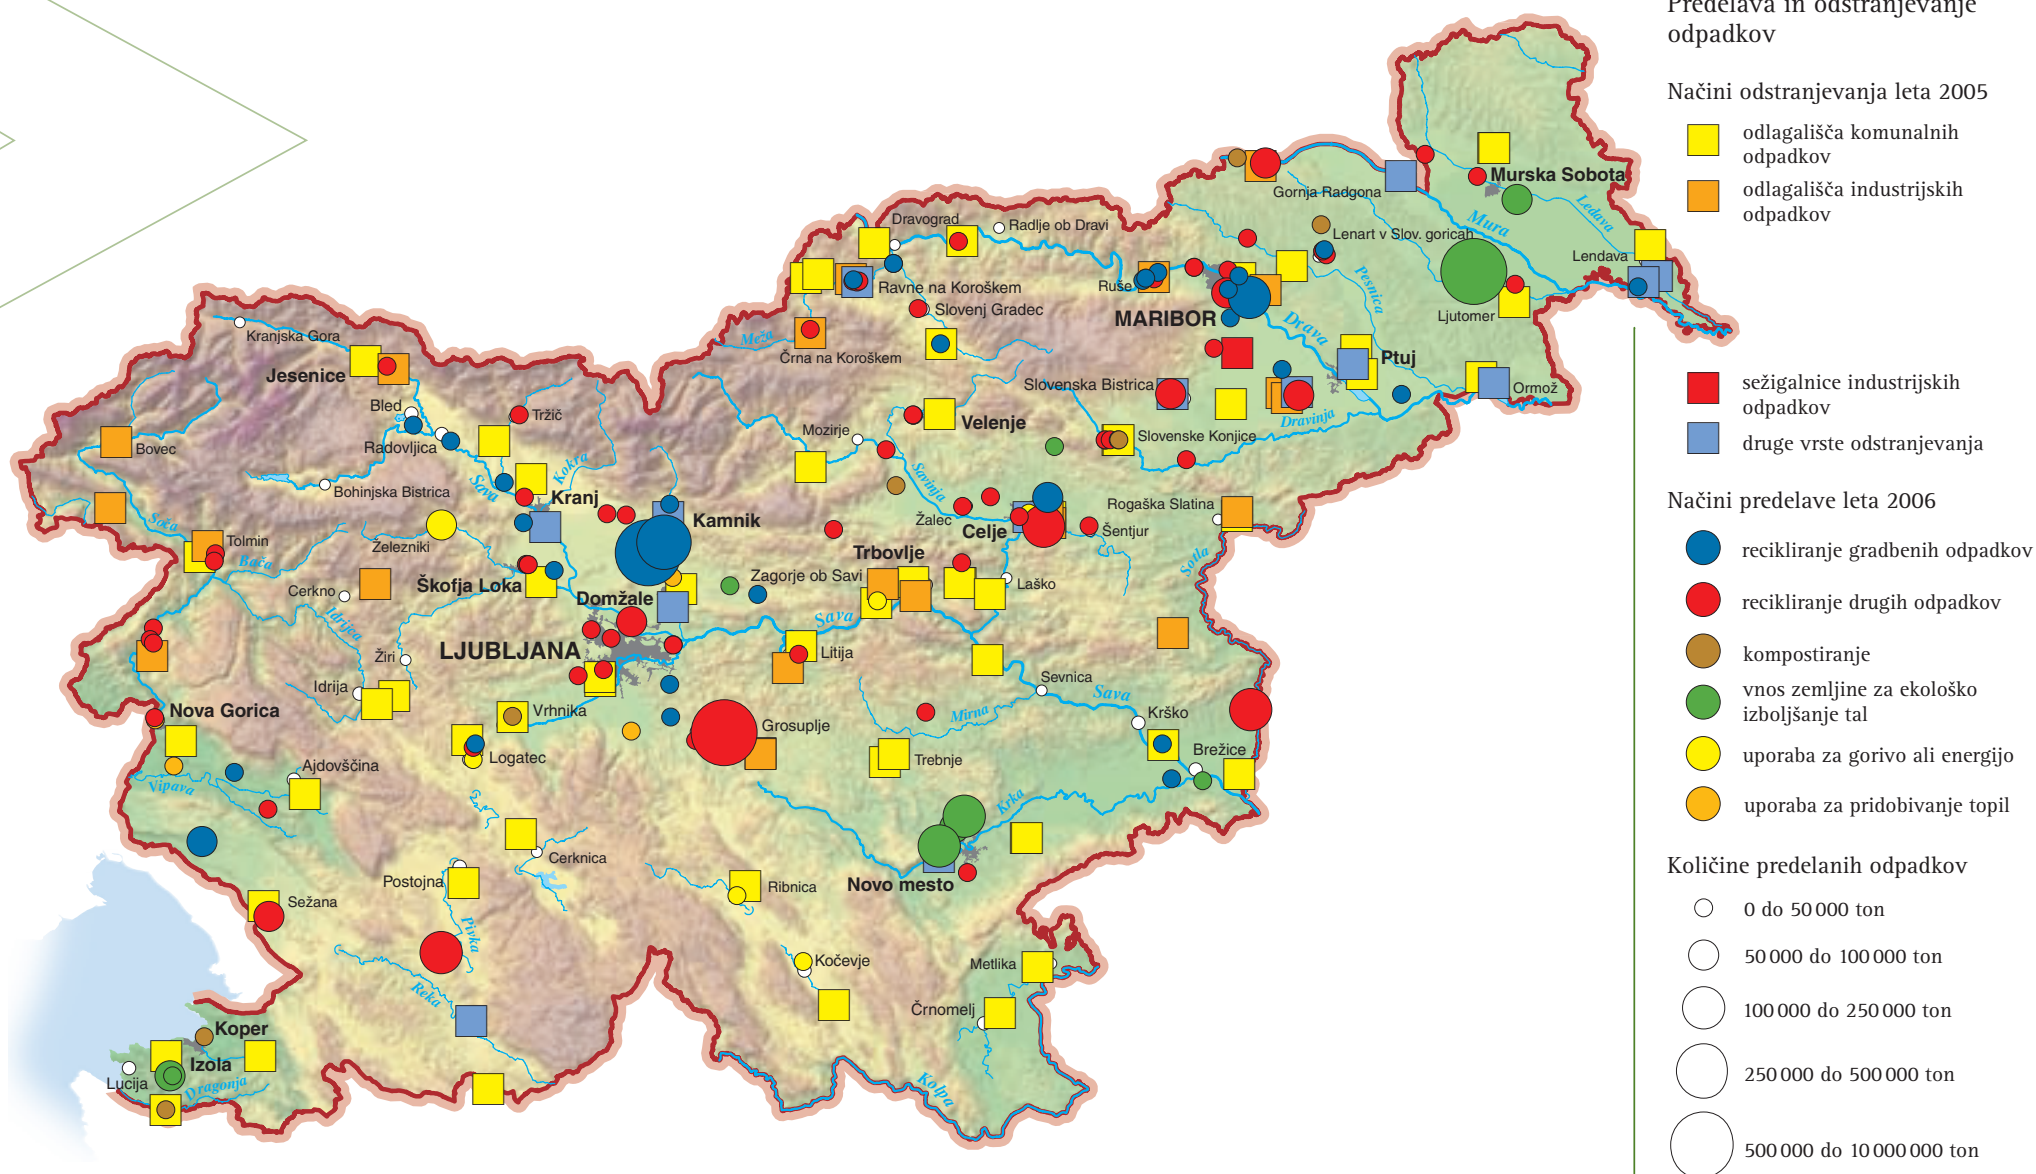 Predelava in odstranjevanje
odpadkov
Načini odstranjevanja leta 2005
odlagališča komunalnih
odpadkov
odlagališča industrijskih
odpadkov
sežigalnice industrijskih
odpadkov
druge vrste odstranjevanja
Načini predelave leta 2006
recikliranje gradbenih odpadkov
recikliranje drugih odpadkov
kompostiranje
vnos zemljine za ekološko
izboljšanje tal
uporaba za gorivo ali energijo
uporaba za pridobivanje topil
Količine predelanih odpadkov
0 do 50 000 ton
50 000 do 100 000 ton
100 000 do 250 000 ton
250 000 do 500 000 ton
500 000 do 10 000 000 ton
Murska Sobota
Gornja Radgona
Ledava
Mura
Dravograd
Radlje ob Dravi
Lenart v Slov. goricah
Lendava
Pesnica
Ruše
Ravne na Koroškem
Slovenj Gradec
MARIBOR
Ljutomer
Drava
Kranjska Gora
Meža
Črna na Koroškem
Ptuj
Jesenice
Slovenska Bistrica
Ormož
Bled
Tržič
Velenje
Dravinja
Mozirje
Slovenske Konjice
Radovljica
Bovec
Kokra
Sava
Bohinjska Bistrica
Savinja
Kranj
Rogaška Slatina
Kamnik
Žalec
Celje
Šentjur
Soča
Tolmin
Železniki
Trbovlje
Sotla
Bača
Zagorje ob Savi
Škofja Loka
Cerkno
Domžale
Laško
Idrijca
Sava
LJUBLJANA
Litija
Žiri
Sevnica
Idrija
Sava
Nova Gorica
Vrhnika
Mirna
Krško
Grosuplje
Brežice
Logatec
Trebnje
Ajdovščina
Vipava
Krka
Cerknica
Postojna
Ribnica
Novo mesto
Sežana
Pivka
Kočevje
Metlika
Reka
Črnomelj
Koper
Izola
Lucija
Dragonja
Kolpa